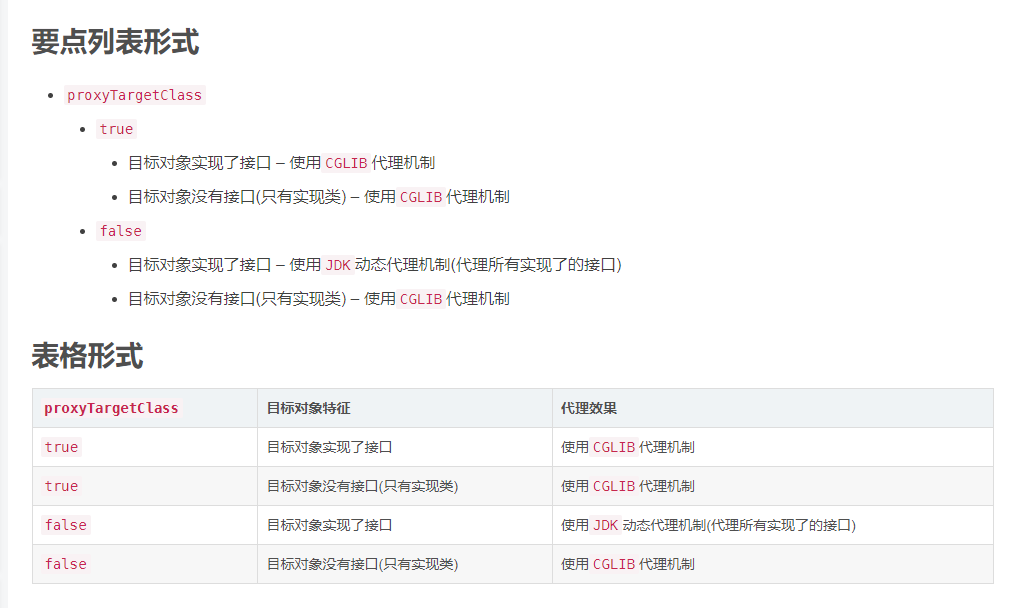 要点列表形式
proxyTargetClass
true
目标对象实现了接口 – 使用 CGLIB 代理机制
目标对象没有接口(只有实现类) – 使用 CGLIB 代理机制
false
目标对象实现了接口 – 使用 JDK 动态代理机制(代理所有实现了的接口)
目标对象没有接口(只有实现类) – 使用 CGLIB 代理机制
表格形式
proxyTargetClass 目标对象特征 代理效果
true 目标对象实现了接口 使用 CGLIB 代理机制
true 目标对象没有接口(只有实现类) 使用 CGLIB 代理机制
false 目标对象实现了接口 使用 JDK 动态代理机制(代理所有实现了的接口)
false 目标对象没有接口(只有实现类) 使用 CGLIB 代理机制